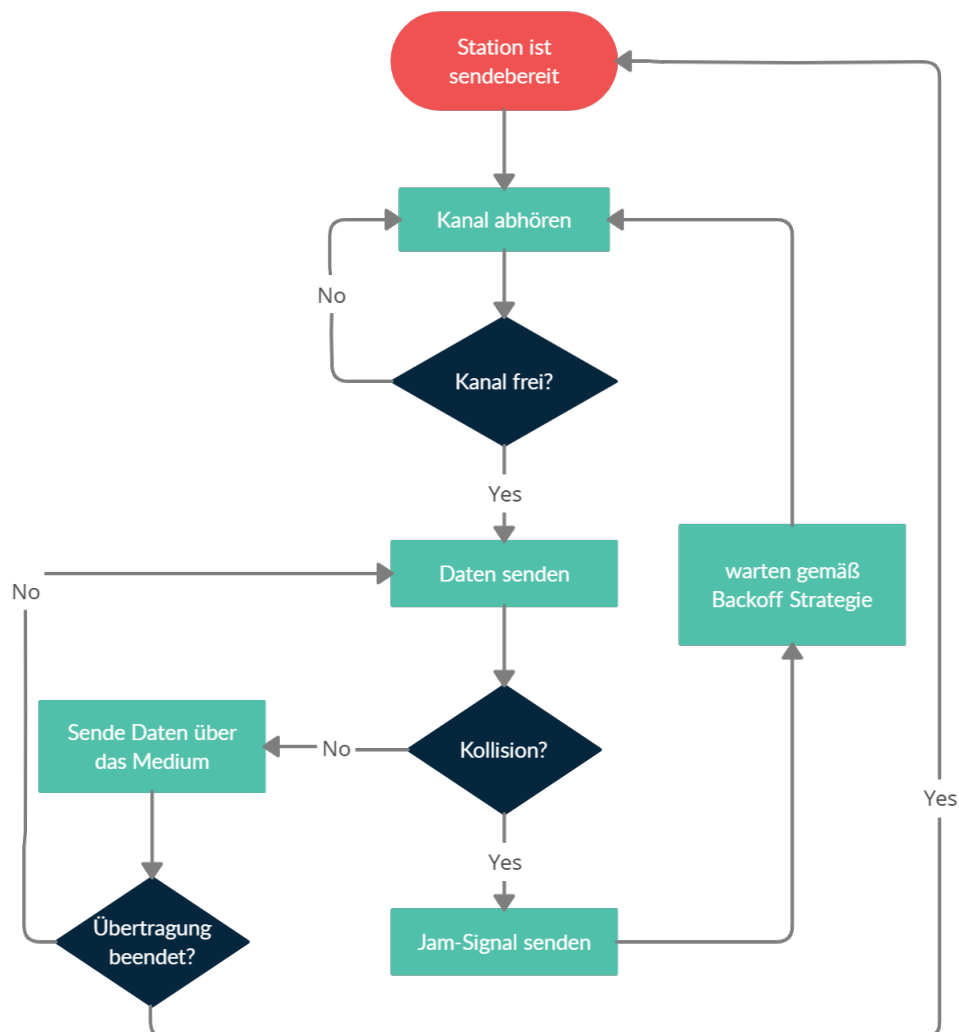 Station ist
sendebereit
Kanal abhören
No
Kanal frei?
Yes
Daten senden
No
warten gemäß
Backoff Strategie
Sende Daten über
das Medium
No
Kollision?
Yes
Yes
Übertragung
beendet?
Jam-Signal senden